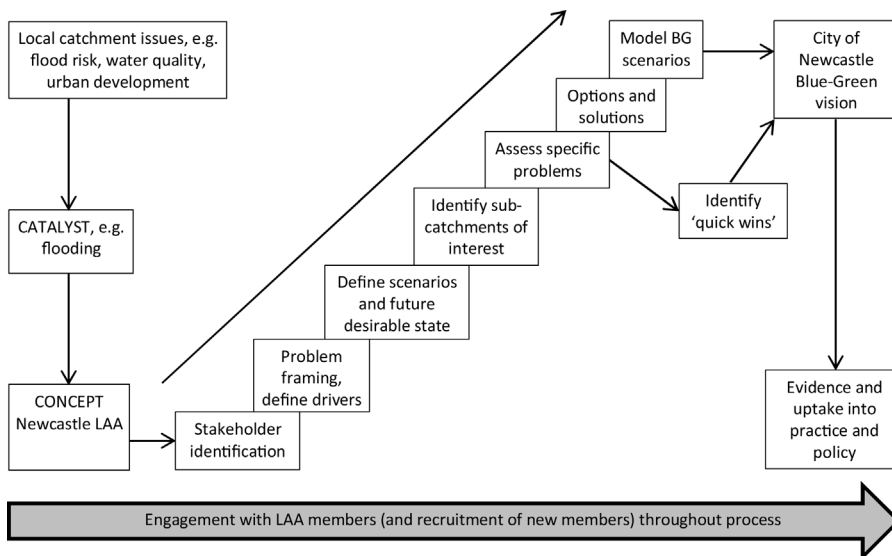 Local catchment issues, e.g.
flood risk, water quality,
urban development
CATALYST, e.g.
flooding
CONCEPT
Newcastle LAA
Stakeholder
identification
Problem
framing,
define drivers
Define scenarios
and future
desirable state
Identify sub-
catchments of
interest
Assess specific
problems
Options and
solutions
Model BG
scenarios
Identify
‘quick wins’
City of
Newcastle
Blue-Green
vision
Evidence and
uptake into
practice and
policy
Engagement with LAA members (and recruitment of new members) throughout process